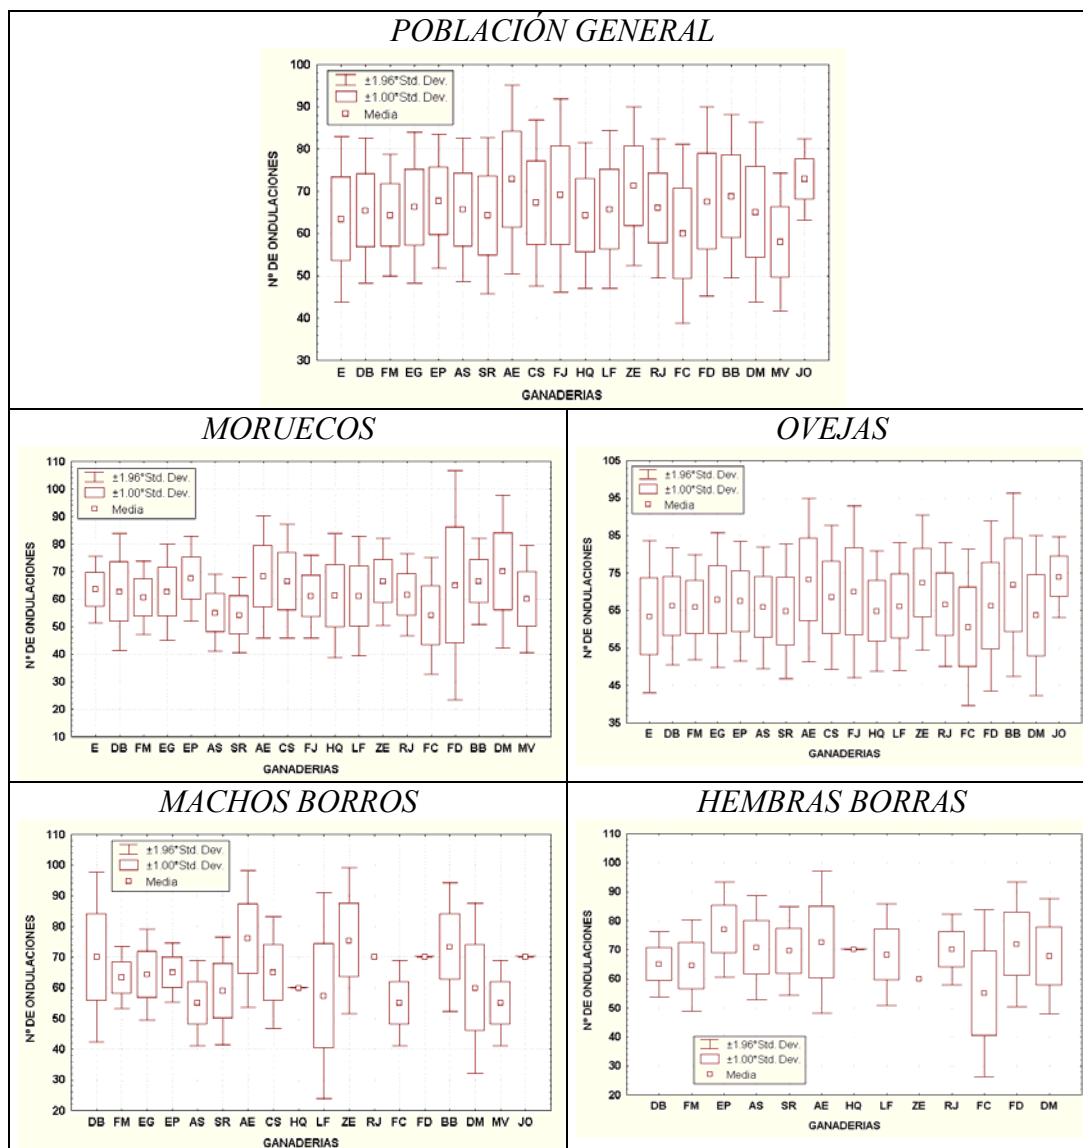 POBLACIÓN GENERAL
±1.96*Std. Dev.
±1.00*Std. Dev.
Media
Nº DE ONDULACIONES
100
90
80
70
60
50
40
30
E DB FM EG EP AS SR AE CS FJ HQ LF ZE RJ FC FD BB DM MV JO
GANADERIAS
MORUECOS
±1.96*Std. Dev.
±1.00*Std. Dev.
Media
Nº DE ONDULACIONES
110
100
90
80
70
60
50
40
30
20
10
E DB FM EG EP AS SR AE CS FJ HQ LF ZE RJ FC FD BB DM MV
GANADERIAS
OVEJAS
±1.96*Std. Dev.
±1.00*Std. Dev.
Media
Nº DE ONDULACIONES
105
95
85
75
65
55
45
35
E DB FM EG EP AS SR AE CS FJ HQ LF ZE RJ FC FD BB DM JO
GANADERIAS
MACHOS BORROS
±1.96*Std. Dev.
±1.00*Std. Dev.
Media
Nº DE ONDULACIONES
110
100
90
80
70
60
50
40
30
20
DB FM EG EP AS SR AE CS HQ LF ZE RJ FC FD BB DM MV JO
GANADERIAS
HEMBRAS BORRAS
±1.96*Std. Dev.
±1.00*Std. Dev.
Media
Nº DE ONDULACIONES
110
100
90
80
70
60
50
40
30
20
DB FM EP AS SR AE HQ LF ZE RJ FC FD DM
GANADERIAS